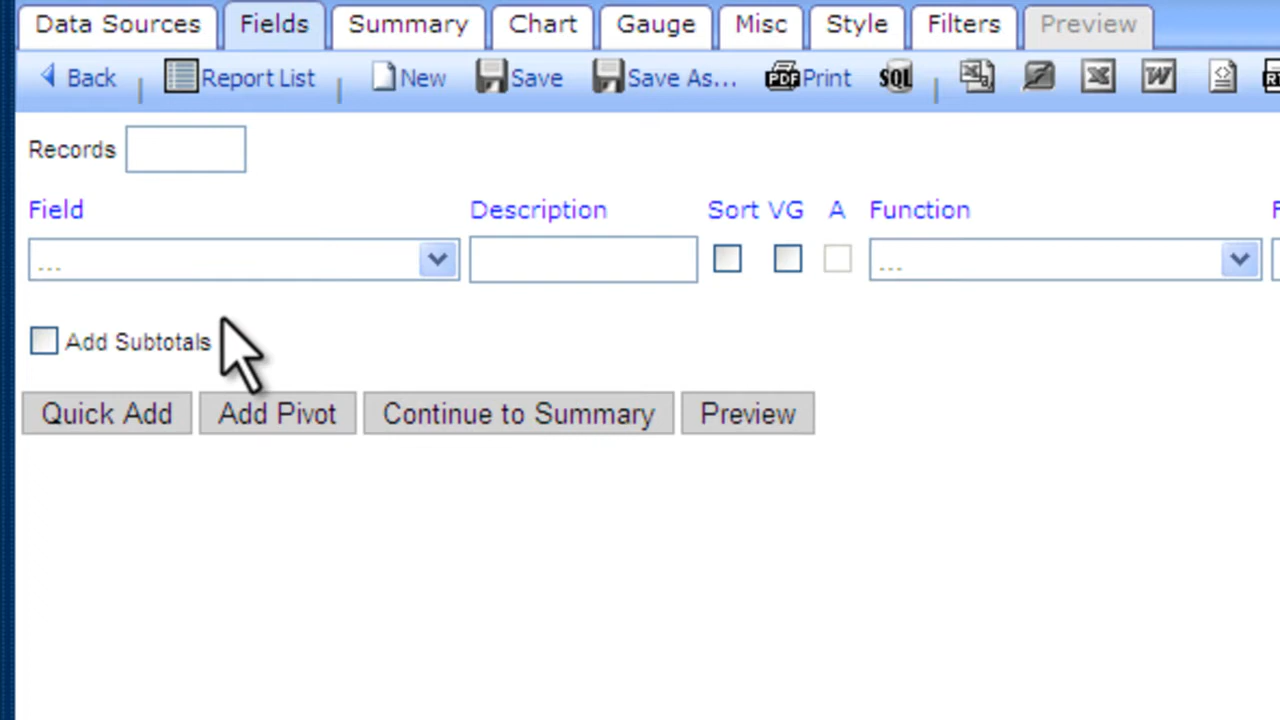 Data Sources Fields Summary Chart Gauge Misc Style Filters Preview
Back Report List New Save Save As... PDF Print SQL
Records
Field Description Sort VG A Function
... ...
Add Subtotals
Quick Add Add Pivot Continue to Summary Preview